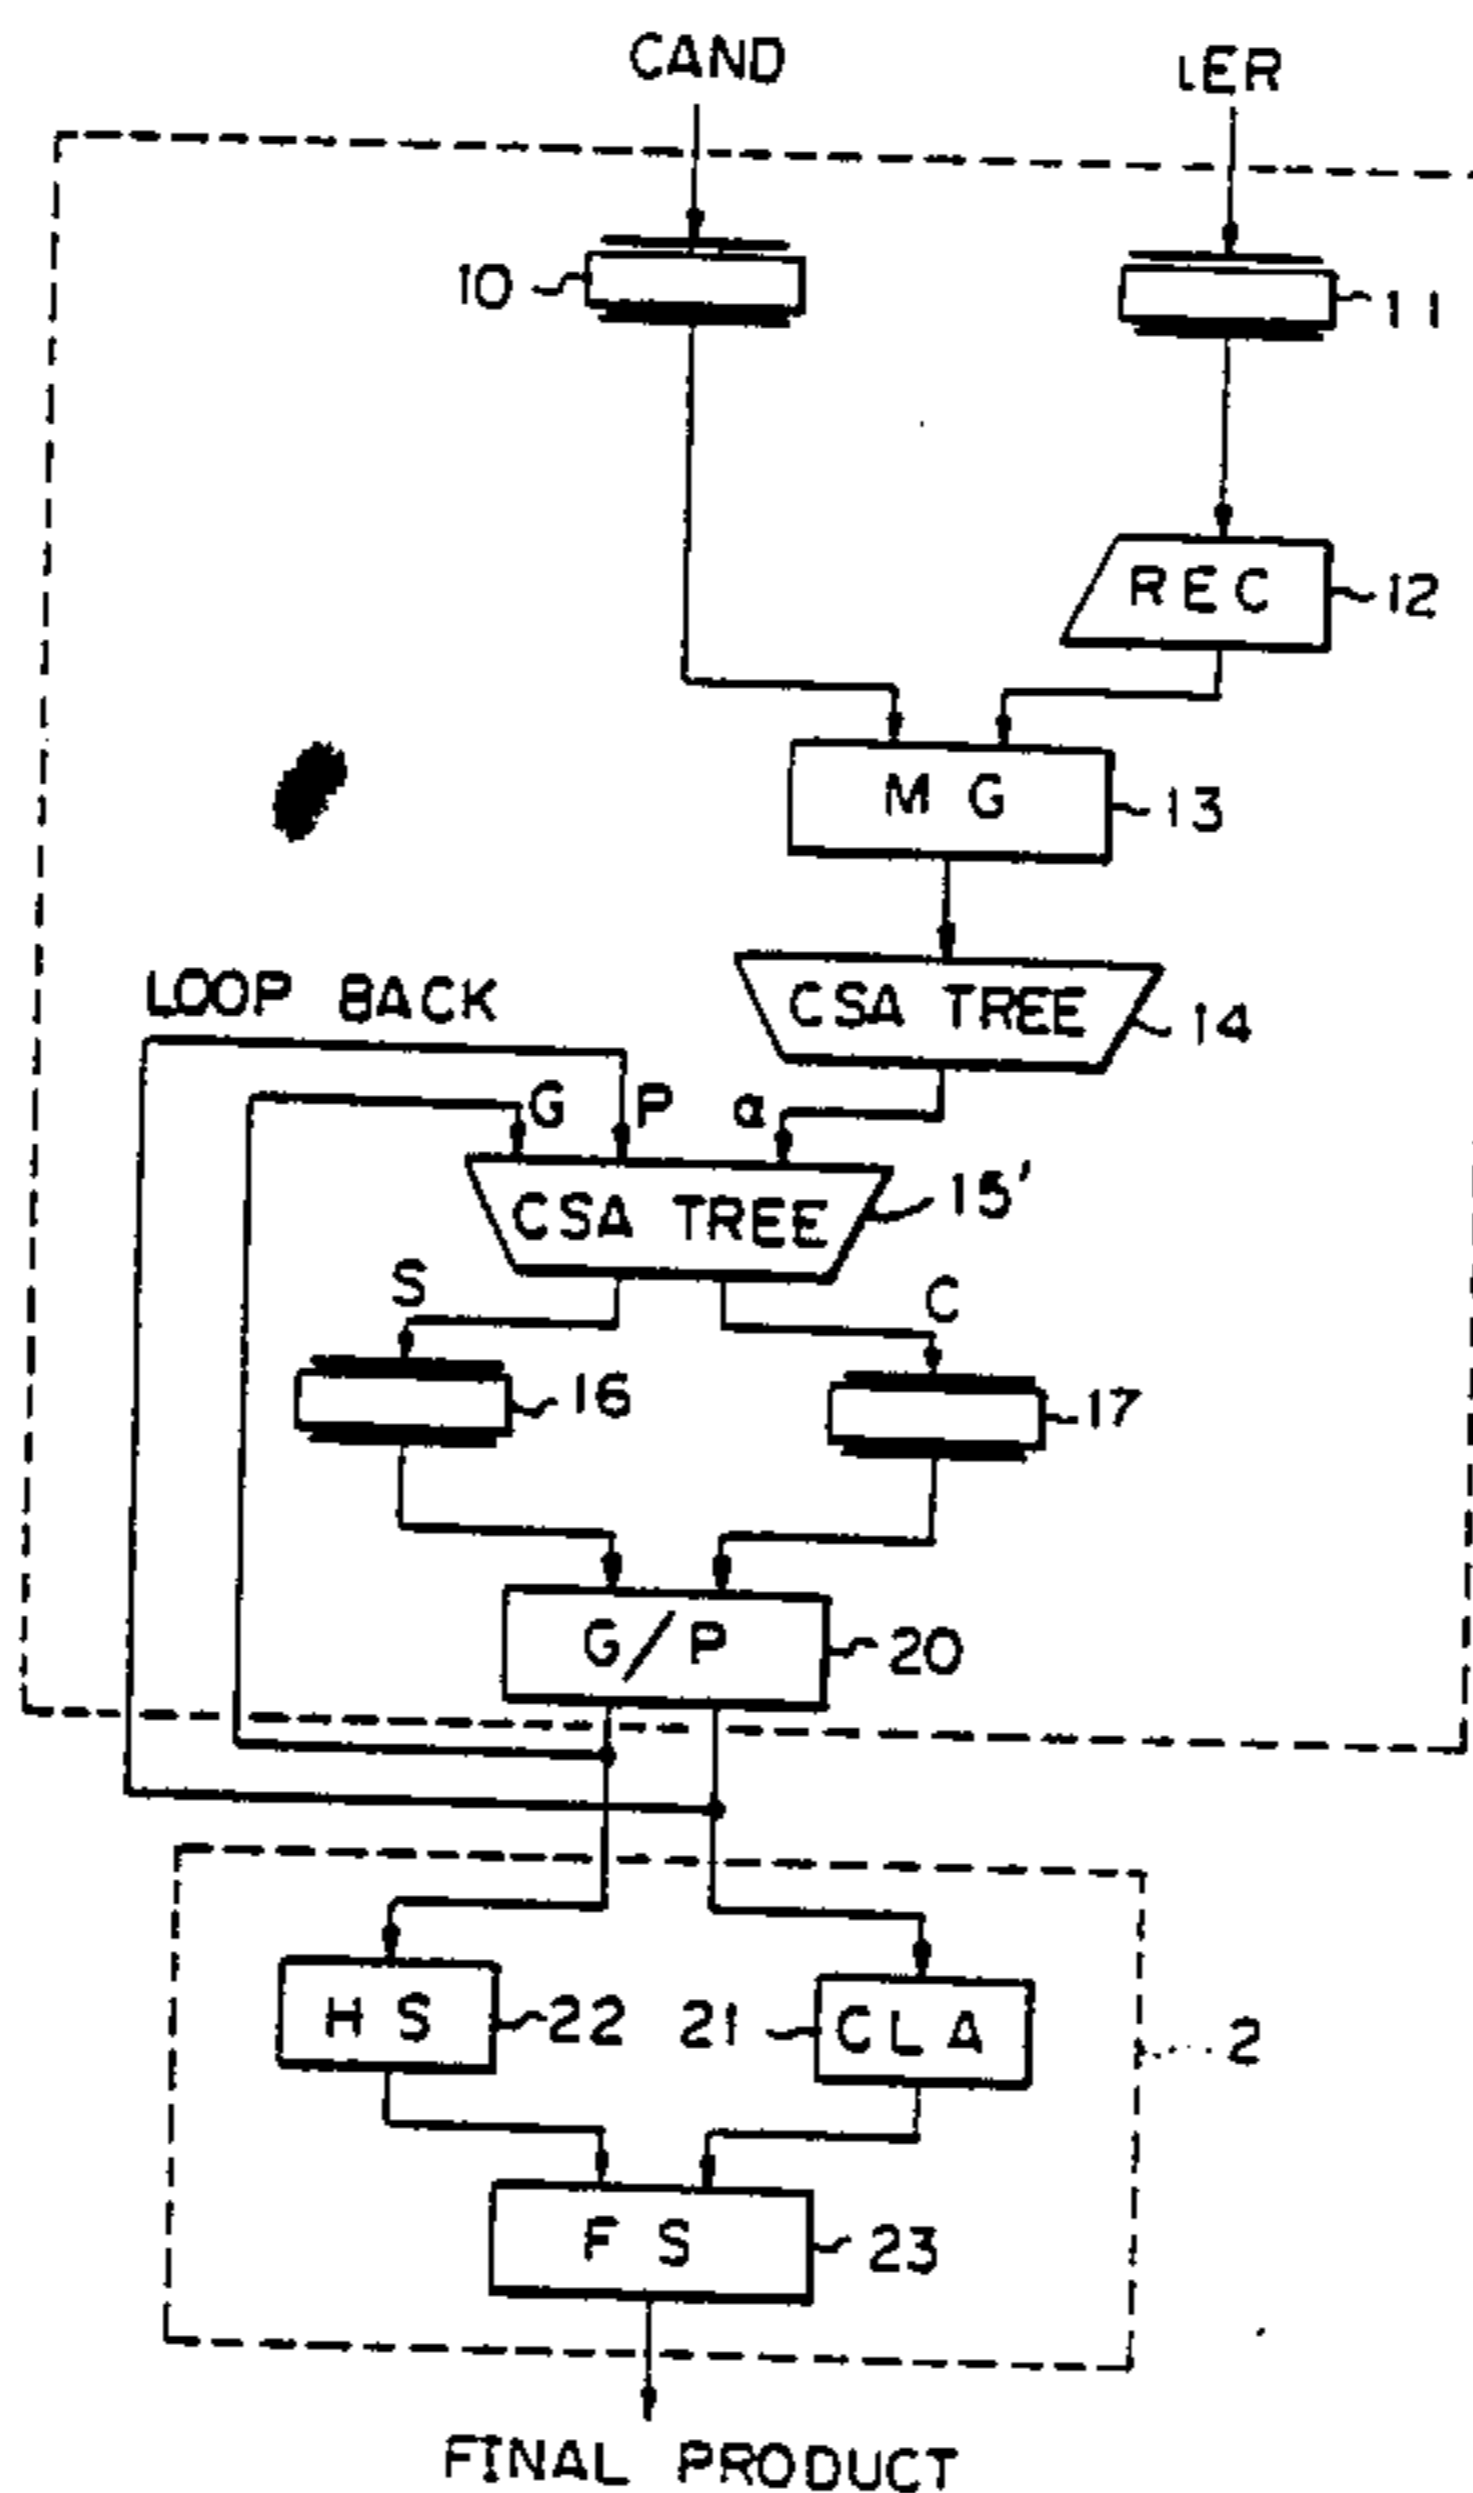 CAND
IER
10
11
REC
12
MG
13
LOOP BACK
CSA TREE
14
G P Q
CSA TREE
15'
S
C
16
17
G/P
20
HS
22
21
CLA
2
FS
23
FINAL PRODUCT